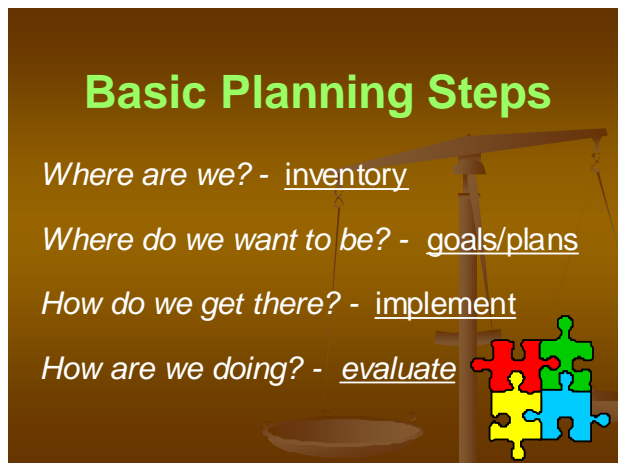 Basic Planning Steps
Where are we? - inventory
Where do we want to be? - goals/plans
How do we get there? - implement
How are we doing? - evaluate